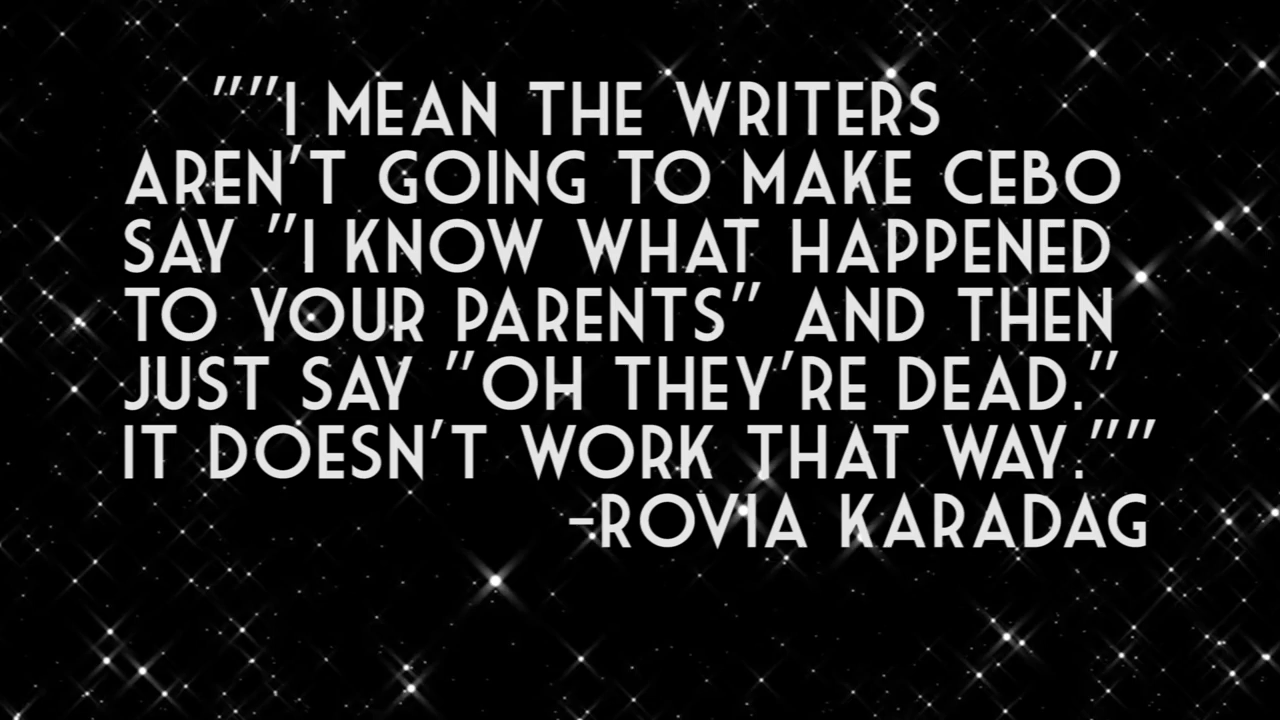 ""I MEAN THE WRITERS
AREN'T GOING TO MAKE CEBO
SAY "I KNOW WHAT HAPPENED
TO YOUR PARENTS" AND THEN
JUST SAY "OH THEY'RE DEAD."
IT DOESN'T WORK THAT WAY.""
-ROVIA KARADAG